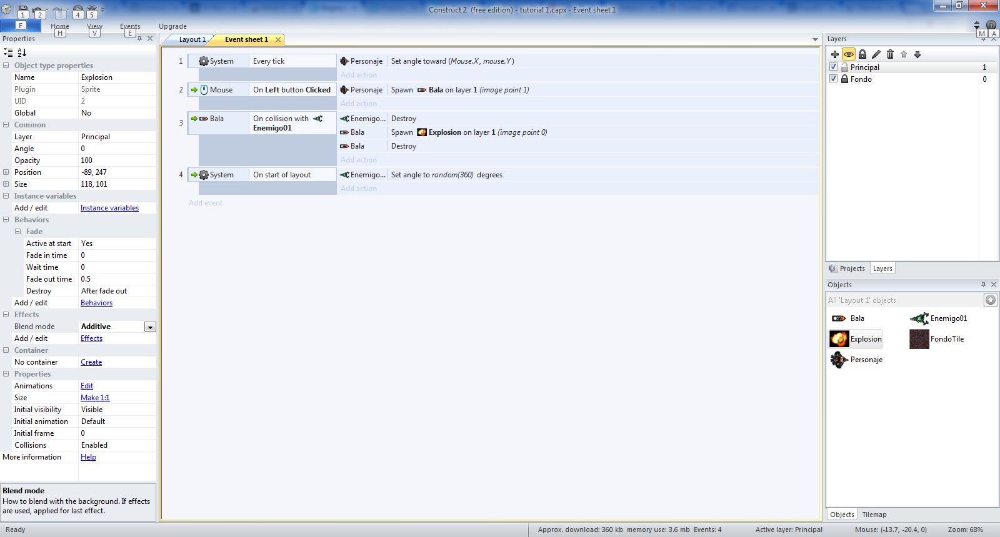 Construct 2 (free edition) - tutorial 1.capx - Event sheet 1
1 2 3 4 5
F Home View Events Upgrade
H V E M A
Properties
Object type properties
Name Explosion
Plugin Sprite
UID 2
Global No
Common
Layer Principal
Angle 0
Opacity 100
Position -89, 247
Size 118, 101
Instance variables
Add / edit Instance variables
Behaviors
Fade
Active at start Yes
Fade in time 0
Wait time 0
Fade out time 0.5
Destroy After fade out
Add / edit Behaviors
Effects
Blend mode Additive
Add / edit Effects
Container
No container Create
Properties
Animations Edit
Size Make 1:1
Initial visibility Visible
Initial animation Default
Initial frame 0
Collisions Enabled
More information Help
Blend mode
How to blend with the background. If effects
are used, applied for last effect.
Layout 1 Event sheet 1
1 System Every tick Personaje Set angle toward (Mouse.X, mouse.Y)
Add action
2 Mouse On Left button Clicked Personaje Spawn Bala on layer 1 (image point 1)
Add action
3 Bala On collision with Enemigo01
Enemigo... Destroy
Bala Spawn Explosion on layer 1 (image point 0)
Bala Destroy
Add action
4 System On start of layout Enemigo... Set angle to random(360) degrees
Add action
Add event
Layers
Principal 1
Fondo 0
Projects Layers
Objects
All 'Layout 1' objects
Bala Enemigo01
Explosion FondoTile
Personaje
Objects Tilemap
Ready Approx. download: 360 kb memory use: 3.6 mb Events: 4 Active layer: Principal Mouse: (-13.7, -20.4, 0) Zoom: 68%